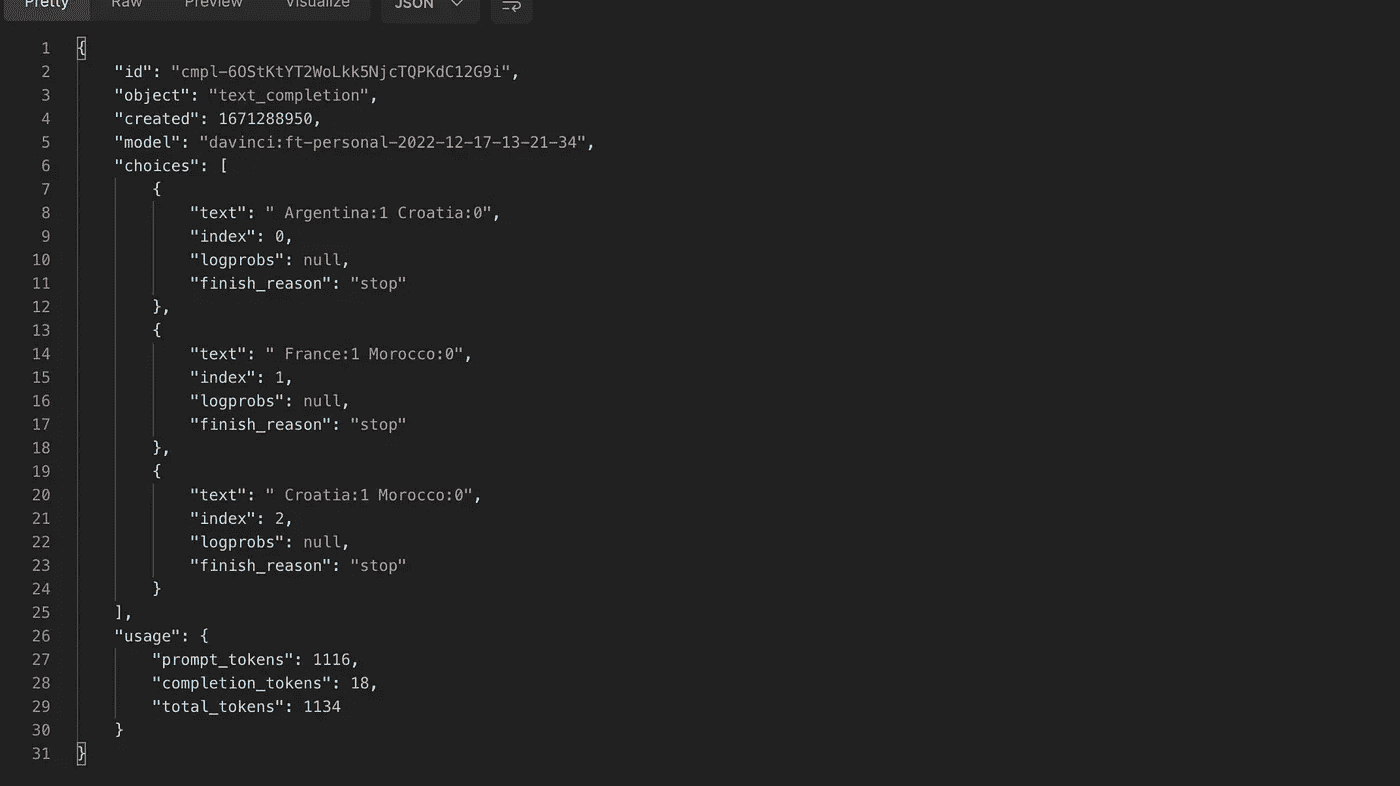 Pretty Raw Preview Visualize JSON
1 {
2 "id": "cmpl-6OStKtYT2WoLkk5NjcTQPKdC12G9i",
3 "object": "text_completion",
4 "created": 1671288950,
5 "model": "davinci:ft-personal-2022-12-17-13-21-34",
6 "choices": [
7 {
8 "text": " Argentina:1 Croatia:0",
9 "index": 0,
10 "logprobs": null,
11 "finish_reason": "stop"
12 },
13 {
14 "text": " France:1 Morocco:0",
15 "index": 1,
16 "logprobs": null,
17 "finish_reason": "stop"
18 },
19 {
20 "text": " Croatia:1 Morocco:0",
21 "index": 2,
22 "logprobs": null,
23 "finish_reason": "stop"
24 }
25 ],
26 "usage": {
27 "prompt_tokens": 1116,
28 "completion_tokens": 18,
29 "total_tokens": 1134
30 }
31 }